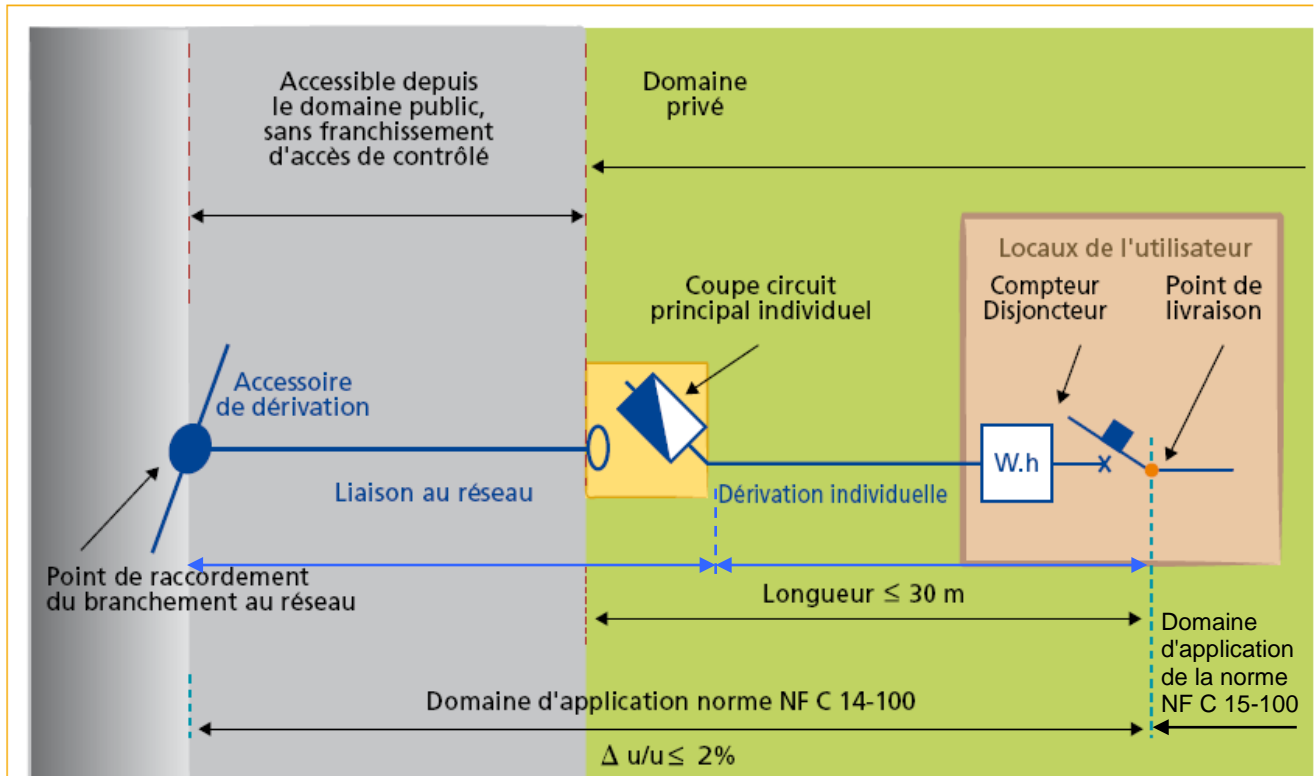 Accessible depuis
le domaine public,
sans franchissement
d'accès de contrôlé
Domaine
privé
Locaux de l'utilisateur
Coupe circuit
principal individuel
Compteur
Disjoncteur
Point de
livraison
Accessoire
de dérivation
W.h
Liaison au réseau
Dérivation individuelle
Point de raccordement
du branchement au réseau
Longueur ≤ 30 m
Domaine
d'application
de la norme
NF C 15-100
Domaine d'application norme NF C 14-100
Δ u/u ≤ 2%